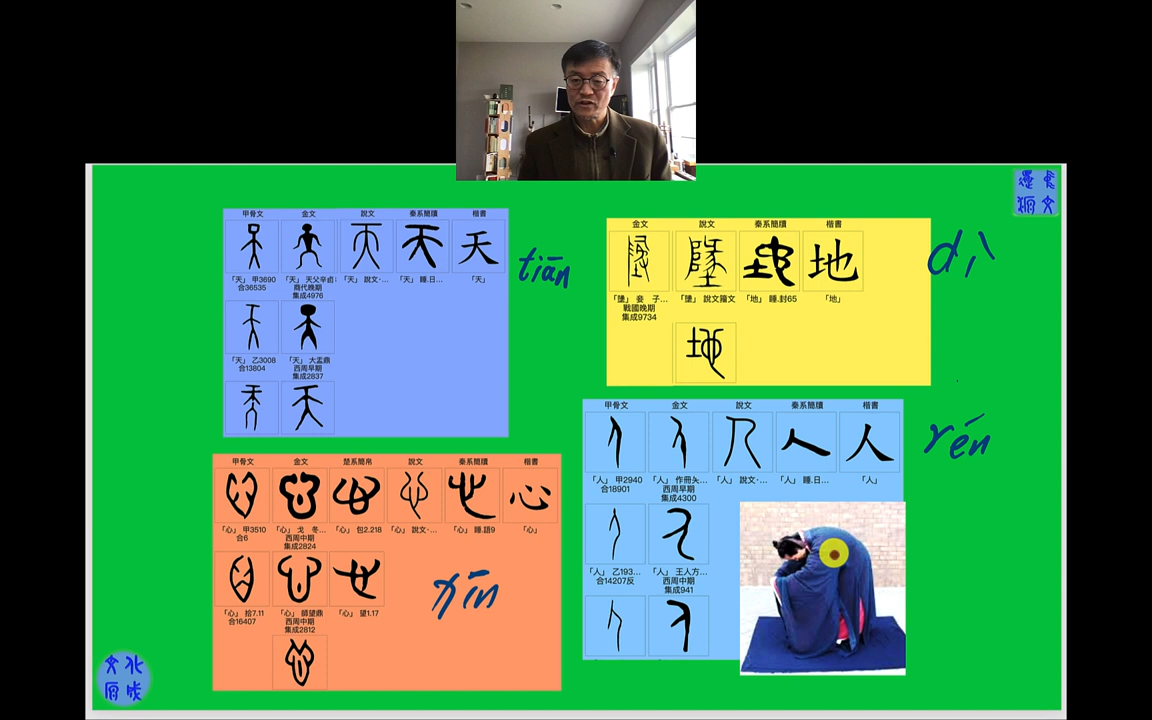 甲骨文 金文 說文 秦系簡牘 楷書
「天」 甲3690 「天」 天父辛卣 「天」 說文·… 「天」 睡.日… 「天」
合36535 商代晚期
集成4976
tiān
「天」 乙3008 「天」 大盂鼎
合13804 西周早期
集成2837
金文 說文 秦系簡牘 楷書
地
「墬」 妾 子… 「墬」 說文籀文 「地」 睡.封65 「地」
戰國晚期
集成9734
dì
甲骨文 金文 說文 秦系簡牘 楷書
人
「人」 甲2940 「人」 作冊夨… 「人」 說文·… 「人」 睡.日… 「人」
合18901 西周早期
集成4300
rén
「人」 乙193… 「人」 王人方…
合14207反 西周中期
集成941
甲骨文 金文 楚系簡帛 說文 秦系簡牘 楷書
心
「心」 甲3510 「心」 戈 冬… 「心」 包2.218 「心」 說文·… 「心」 睡.語9 「心」
合6 西周中期
集成2824
「心」 拾7.11 「心」 師望鼎 「心」 望1.17
合16407 西周中期
集成2812
xīn